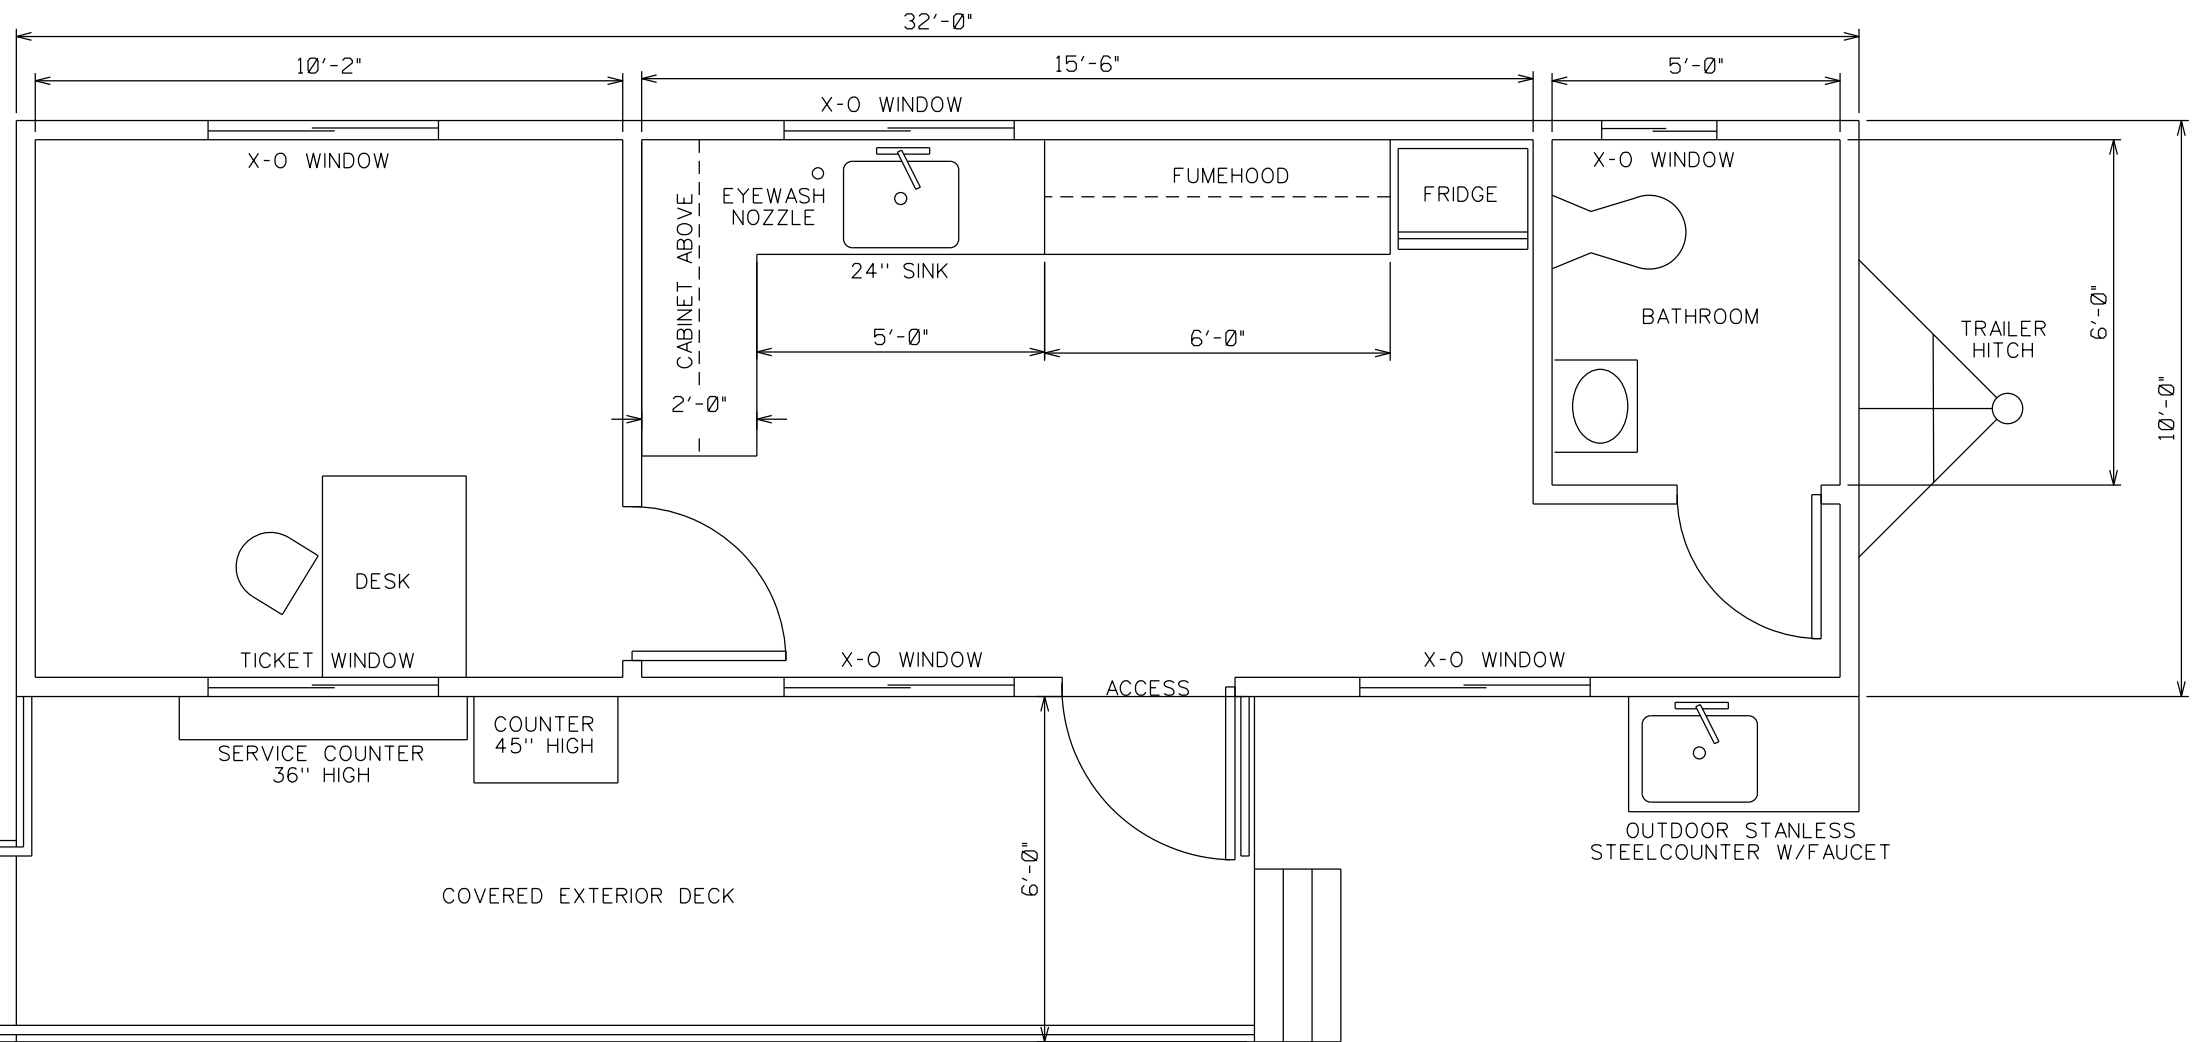 32'-0"
10'-2"
15'-6"
5'-0"
X-O WINDOW
X-O WINDOW
X-O WINDOW
FUMEHOOD
FRIDGE
EYEWASH
NOZZLE
CABINET ABOVE
24" SINK
5'-0"
6'-0"
2'-0"
BATHROOM
TRAILER
HITCH
6'-0"
10'-0"
DESK
TICKET WINDOW
X-O WINDOW
X-O WINDOW
ACCESS
COUNTER
45" HIGH
SERVICE COUNTER
36" HIGH
6'-0"
OUTDOOR STANLESS
STEELCOUNTER W/FAUCET
COVERED EXTERIOR DECK